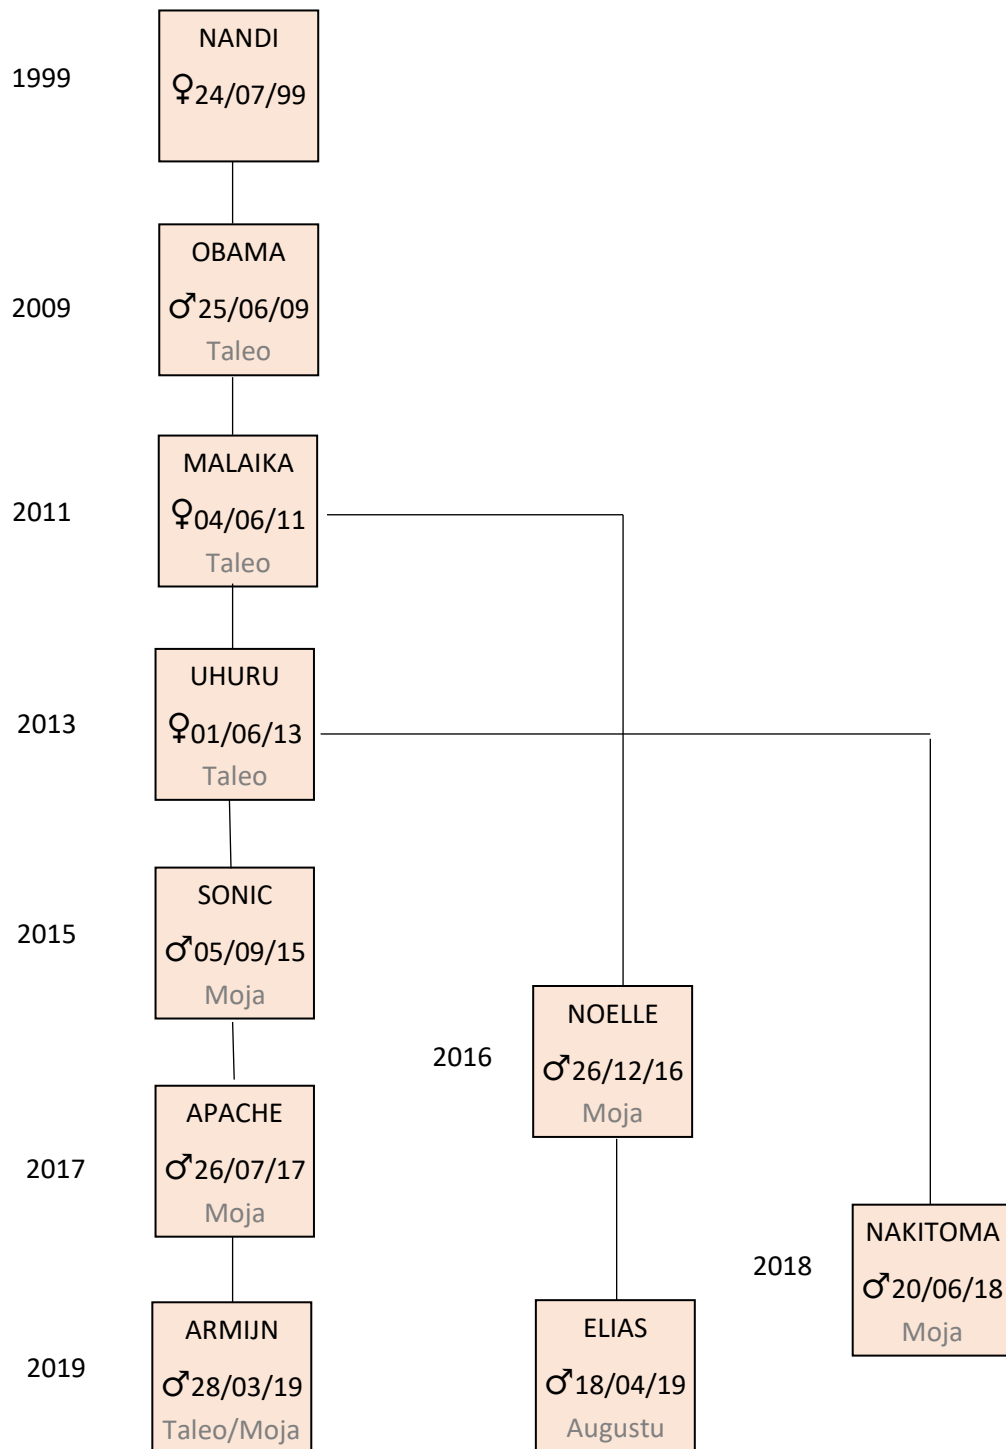 NANDI
1999
♀24/07/99
OBAMA
2009
♂25/06/09
Taleo
MALAIKA
2011
♀04/06/11
Taleo
UHURU
2013
♀01/06/13
Taleo
SONIC
2015
♂05/09/15
Moja
NOELLE
2016
♂26/12/16
Moja
APACHE
2017
♂26/07/17
Moja
NAKITOMA
2018
♂20/06/18
Moja
ARMIJN
2019
♂28/03/19
Taleo/Moja
ELIAS
♂18/04/19
Augustu